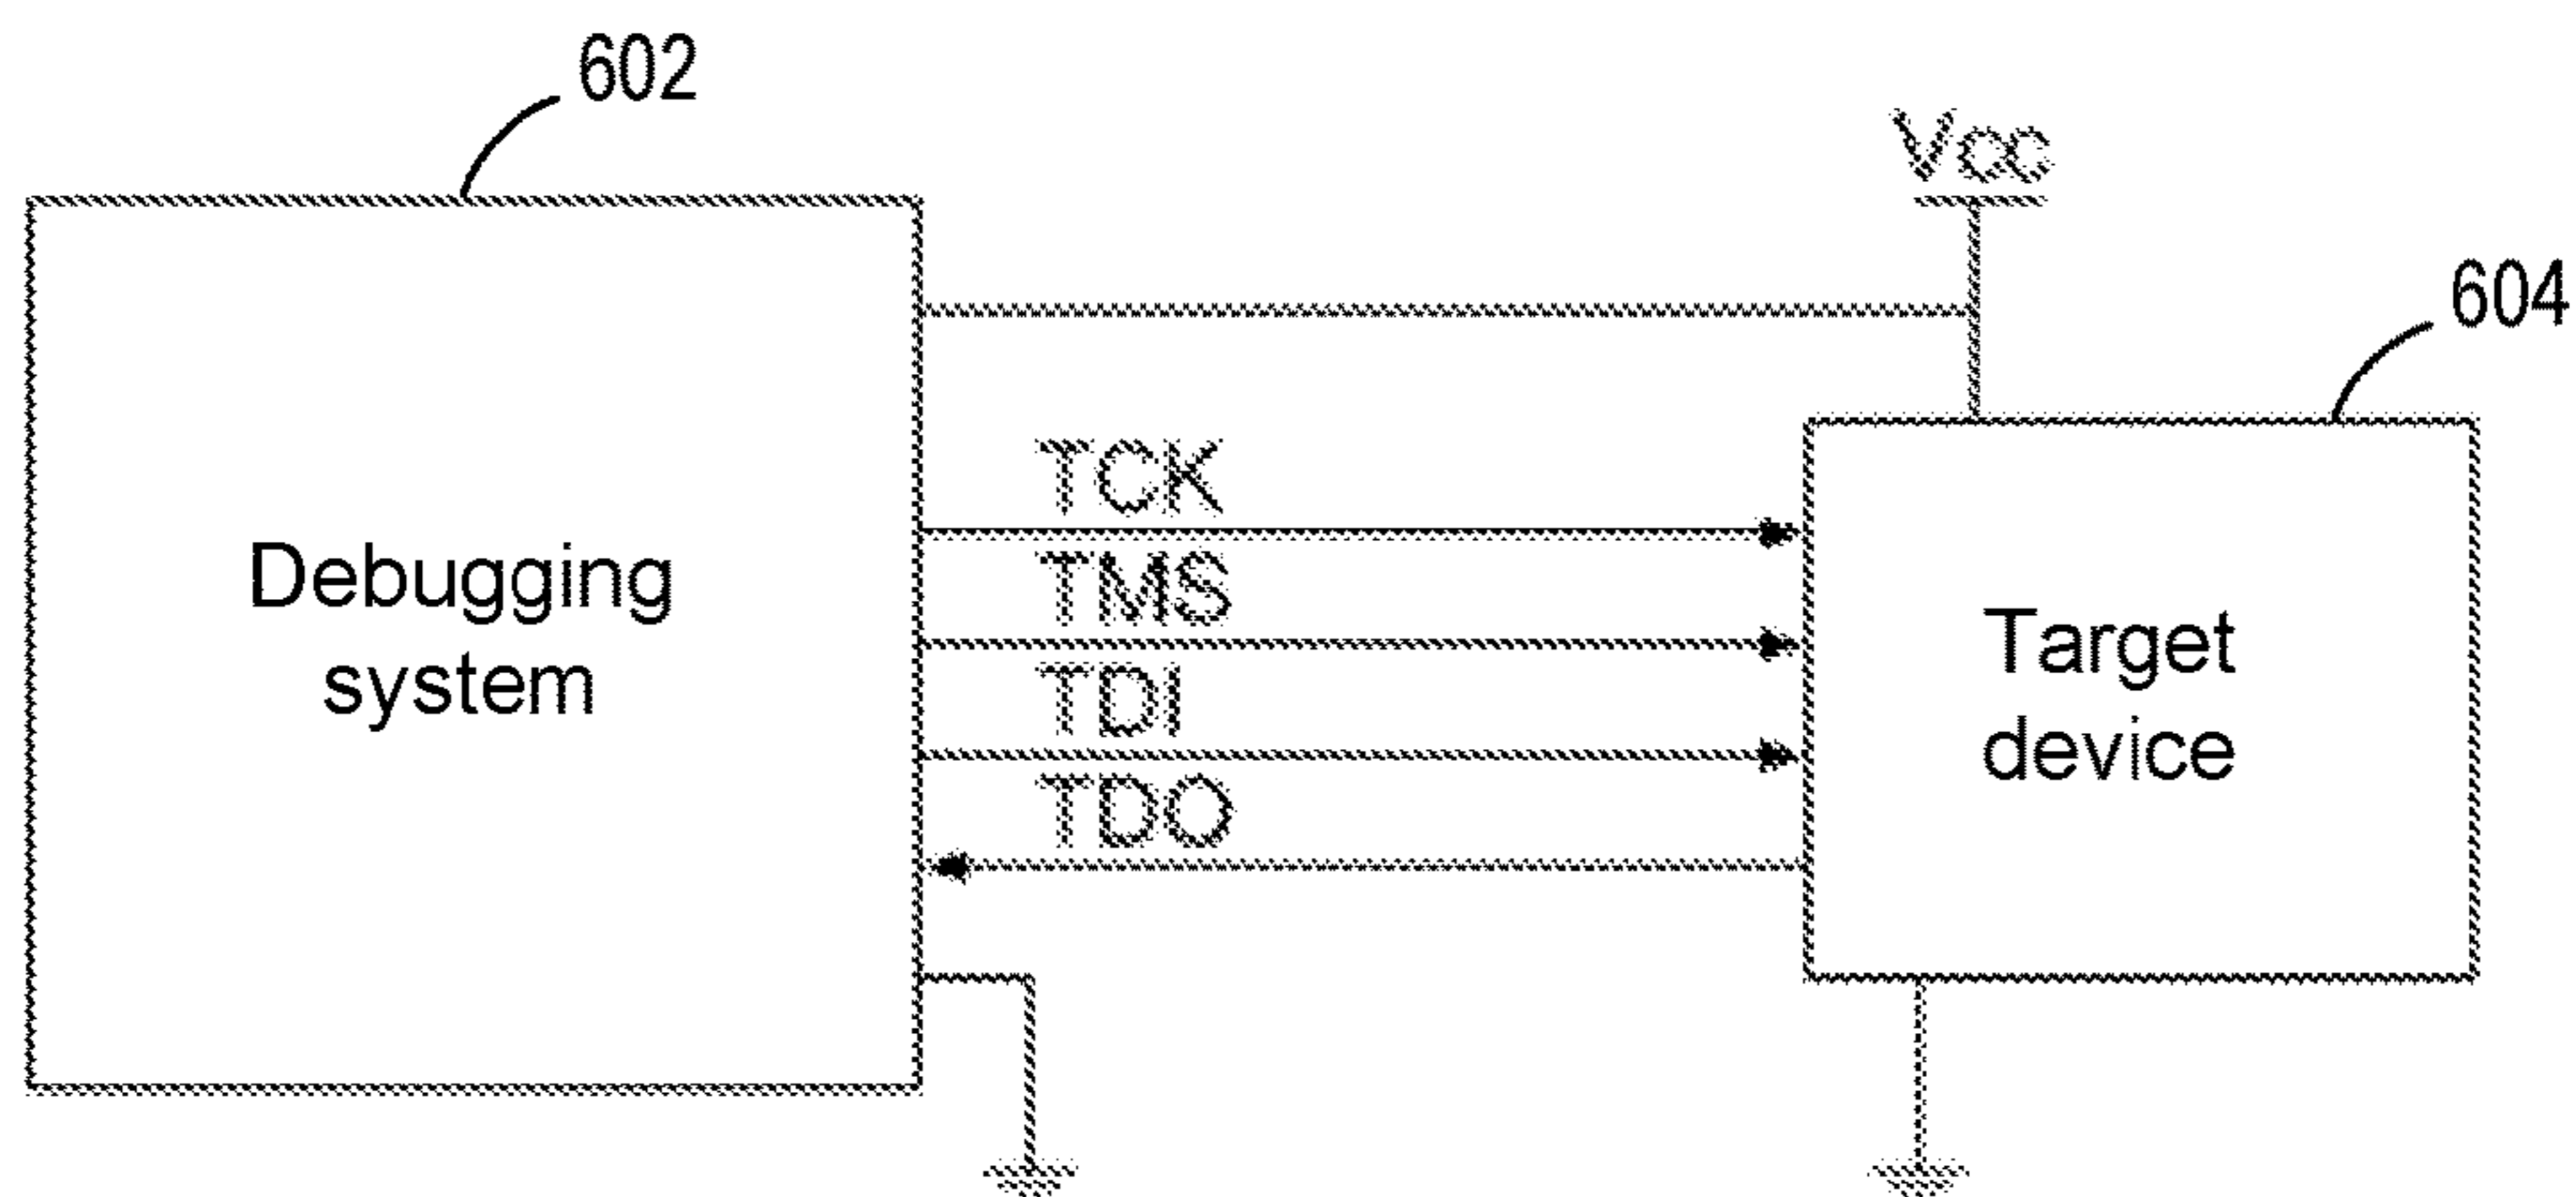 602
Vcc
604
TCK
TMS
TDI
TDO
Debugging
system
Target
device